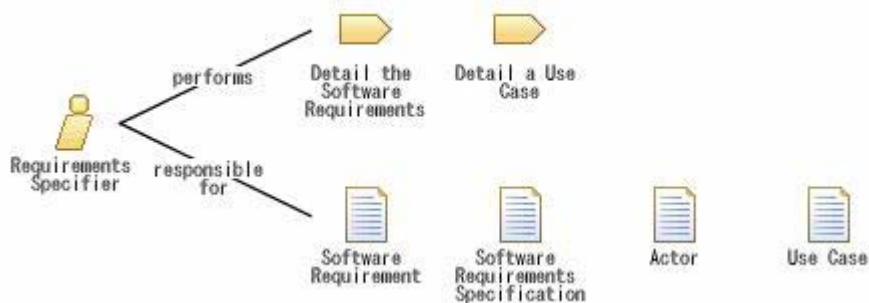 performs
Detail the
Software
Requirements
Detail a Use
Case
Requirements
Specifier
responsible
for
Software
Requirement
Software
Requirements
Specification
Actor
Use Case